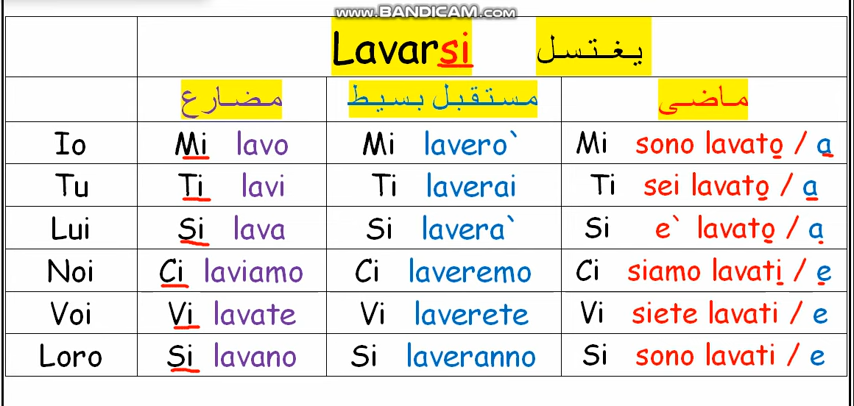 www.BANDICAM.com
Lavarsi يغتسل
مضارع مستقبل بسيط ماضى
Io Mi lavo Mi lavero` Mi sono lavato / a
Tu Ti lavi Ti laverai Ti sei lavato / a
Lui Si lava Si lavera` Si e` lavato / a
Noi Ci laviamo Ci laveremo Ci siamo lavati / e
Voi Vi lavate Vi laverete Vi siete lavati / e
Loro Si lavano Si laveranno Si sono lavati / e